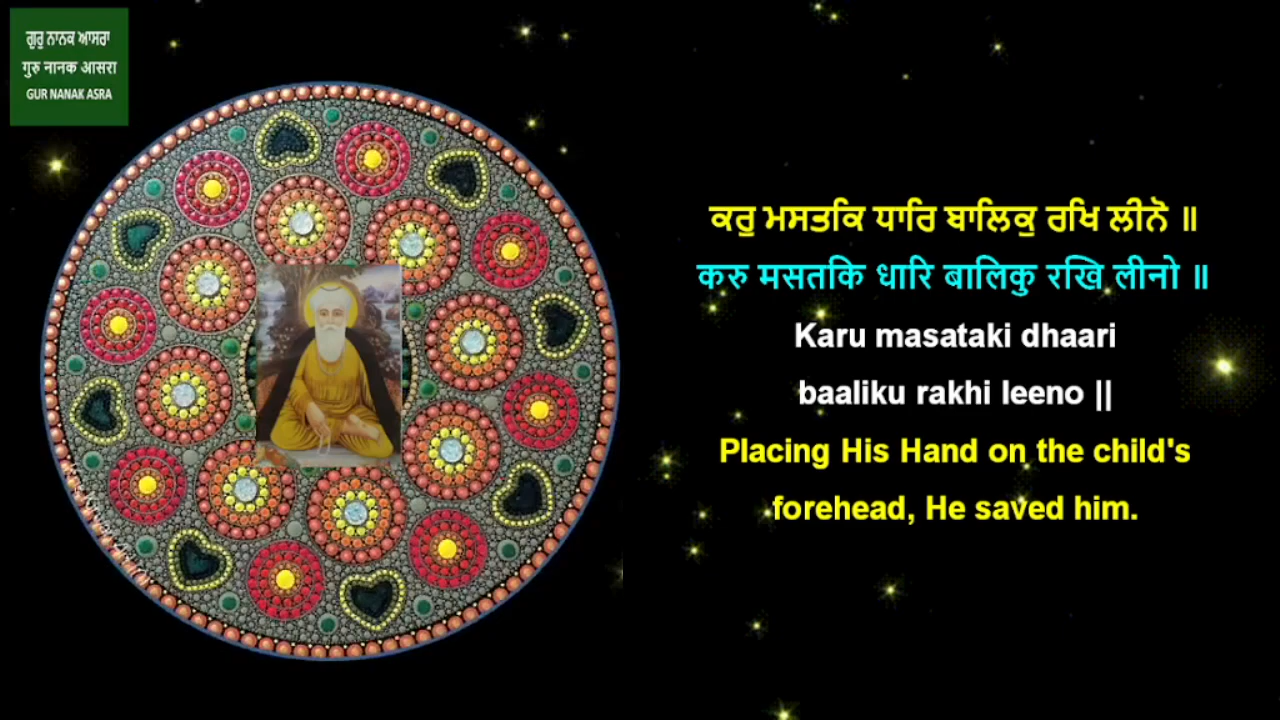 ਗੁਰੁ ਨਾਨਕ ਆਸਰਾ
गुरु नानक आसरा
GUR NANAK ASRA
ਕਰੁ ਮਸਤਕਿ ਧਾਰਿ ਬਾਲਿਕੁ ਰਖਿ ਲੀਨੋ ॥
करु मसतकि धारि बालिकु रखि लीनो ॥
Karu masataki dhaari
baaliku rakhi leeno ||
Placing His Hand on the child's
forehead, He saved him.